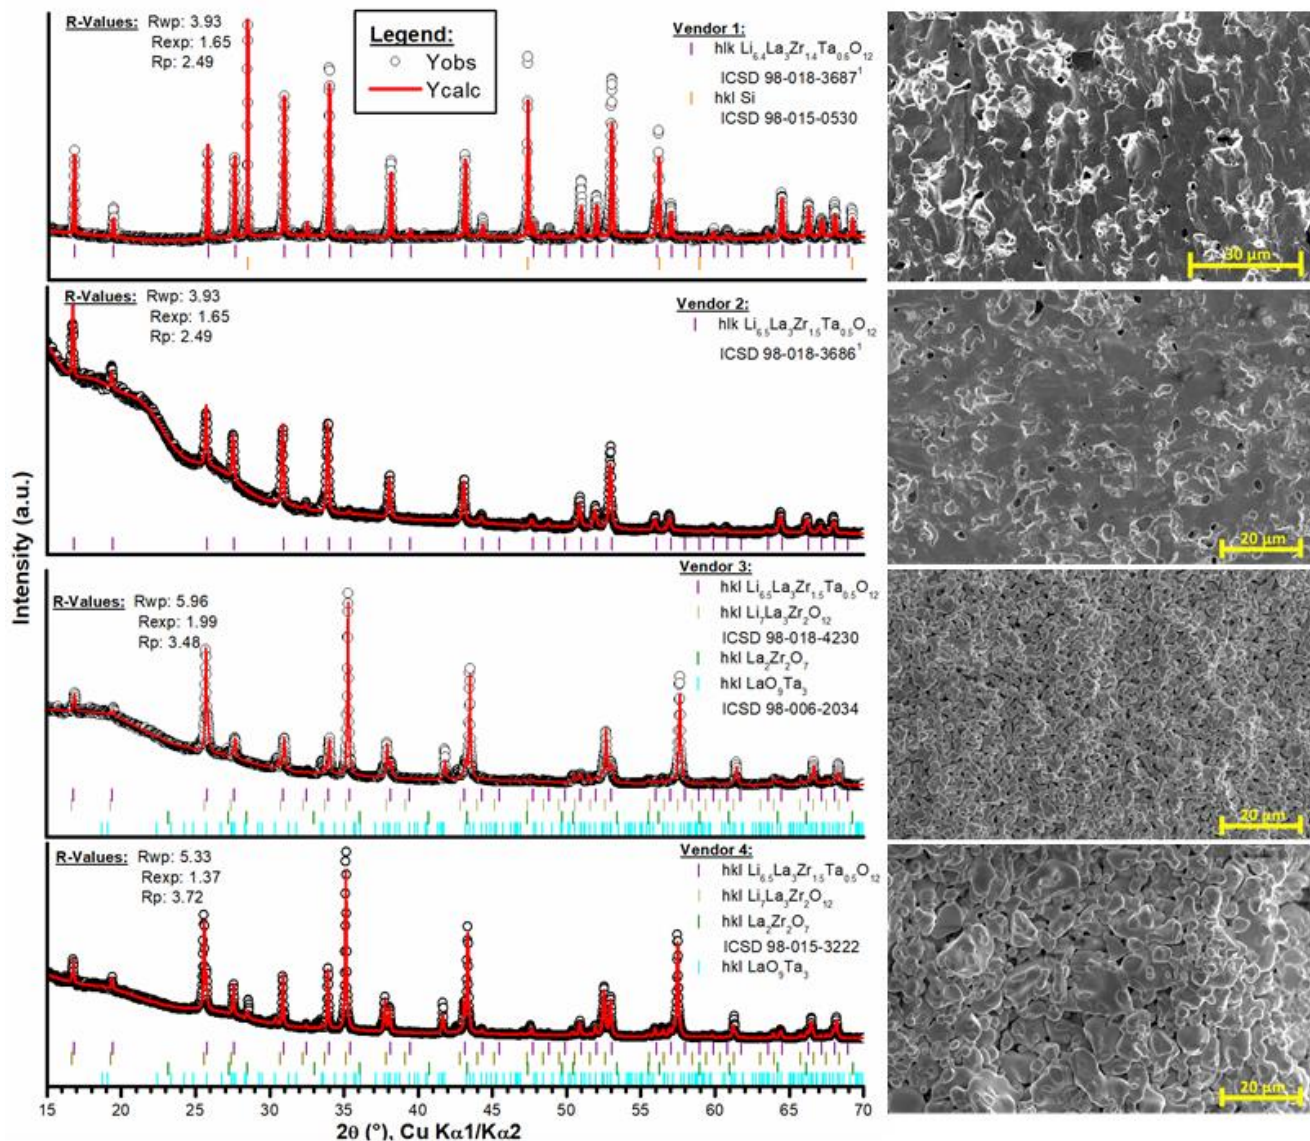 R-Values: Rwp: 3.93
Rexp: 1.65
Rp: 2.49
Legend:
Yobs
Ycalc
Vendor 1:
hlk Li6.4La3Zr1.4Ta0.6O12
ICSD 98-018-3687¹
hkl Si
ICSD 98-015-0530
30 μm
R-Values: Rwp: 3.93
Rexp: 1.65
Rp: 2.49
Vendor 2:
hlk Li6.5La3Zr1.5Ta0.5O12
ICSD 98-018-3686¹
20 μm
Intensity (a.u.)
R-Values: Rwp: 5.96
Rexp: 1.99
Rp: 3.48
Vendor 3:
hkl Li6.5La3Zr1.5Ta0.5O12
hkl Li7La3Zr2O12
ICSD 98-018-4230
hkl La2Zr2O7
hkl LaO9Ta3
ICSD 98-006-2034
20 μm
R-Values: Rwp: 5.33
Rexp: 1.37
Rp: 3.72
Vendor 4:
hkl Li6.5La3Zr1.5Ta0.5O12
hkl Li7La3Zr2O12
hkl La2Zr2O7
ICSD 98-015-3222
hkl LaO9Ta3
20 μm
15 20 25 30 35 40 45 50 55 60 65 70
2θ (°), Cu Kα1/Kα2